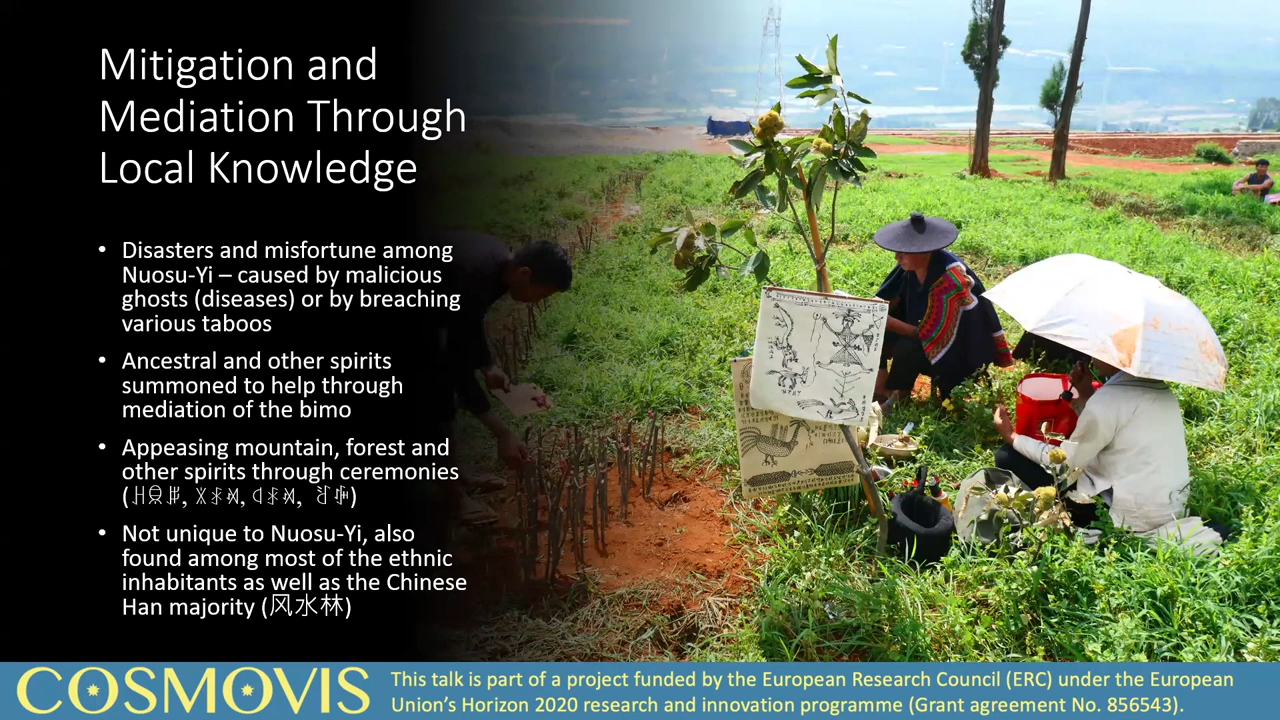 Mitigation and
Mediation Through
Local Knowledge
• Disasters and misfortune among
Nuosu-Yi – caused by malicious
ghosts (diseases) or by breaching
various taboos
• Ancestral and other spirits
summoned to help through
mediation of the bimo
• Appeasing mountain, forest and
other spirits through ceremonies
• Not unique to Nuosu-Yi, also
found among most of the ethnic
inhabitants as well as the Chinese
Han majority (风水林)
COSMOVIS
This talk is part of a project funded by the European Research Council (ERC) under the European
Union’s Horizon 2020 research and innovation programme (Grant agreement No. 856543).